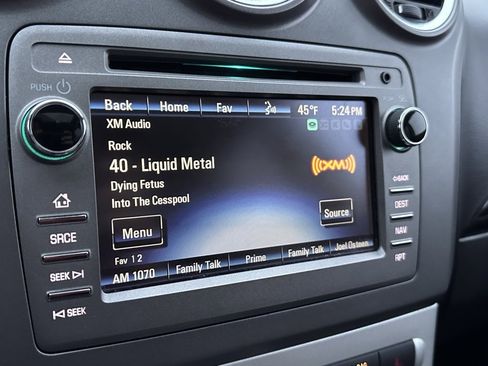 PUSH
Back Home Fav 45°F 5:24 PM
XM Audio
Rock
40 - Liquid Metal
((XM))
Dying Fetus
Into The Cesspool
Menu
Source
Fav 1 2
AM 1070 Family Talk Prime Family Talk Joel Osteen
SRCE
SEEK
SEEK
BACK
DEST
NAV
RPT